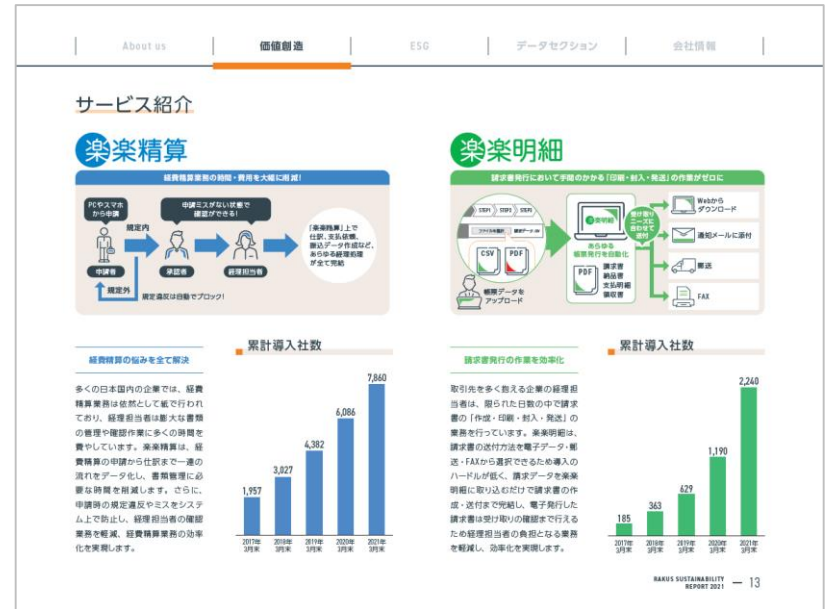 About us
価値創造
ESG
データセクション
会社情報
サービス紹介
楽楽精算
経費精算業務の時間・費用を大幅に削減!
PCやスマホ
から申請
申請ミスがない状態で
確認ができる!
規定内
申請者
承認者
経理担当者
規定外
規定違反は自動でブロック!
「楽楽精算」上で
仕訳、支払依頼、
振込データ作成など、
あらゆる経理処理
が全て完結
経費精算の悩みを全て解決
多くの日本国内の企業では、経費
精算業務は依然として紙で行われ
ており、経理担当者は膨大な書類
の管理や確認作業に多くの時間を
費やしています。楽楽精算は、経
費精算の申請から仕訳まで一連の
流れをデータ化し、書類管理に必
要な時間を削減します。さらに、
申請時の規定違反やミスをシステ
ム上で防止し、経理担当者の確認
業務を軽減、経費精算業務の効率
化を実現します。
累計導入社数
1,957
3,027
4,382
6,086
7,860
2017年
3月末
2018年
3月末
2019年
3月末
2020年
3月末
2021年
3月末
楽楽明細
請求書発行において手間のかかる「印刷・封入・発送」の作業がゼロに
STEP1
STEP2
STEP3
ファイルを選択
CSV
PDF
帳票データを
アップロード
楽楽明細
あらゆる
帳票発行を自動化
PDF
請求書
納品書
支払明細
領収書
受け取り
ニーズに
合わせて
送付
Webから
ダウンロード
通知メールに添付
郵送
FAX
請求書発行の作業を効率化
取引先を多く抱える企業の経理担
当者は、限られた日数の中で請求
書の「作成・印刷・封入・発送」の
業務を行っています。楽楽明細は、
請求書の送付方法を電子データ・郵
送・FAXから選択できるため導入の
ハードルが低く、請求データを楽楽
明細に取り込むだけで請求書の作
成・送付まで完結し、電子発行した
請求書は受け取りの確認まで行える
ため経理担当者の負担となる業務
を軽減し、効率化を実現します。
累計導入社数
185
363
629
1,190
2,240
2017年
3月末
2018年
3月末
2019年
3月末
2020年
3月末
2021年
3月末
RAKUS SUSTAINABILITY
REPORT 2021
13